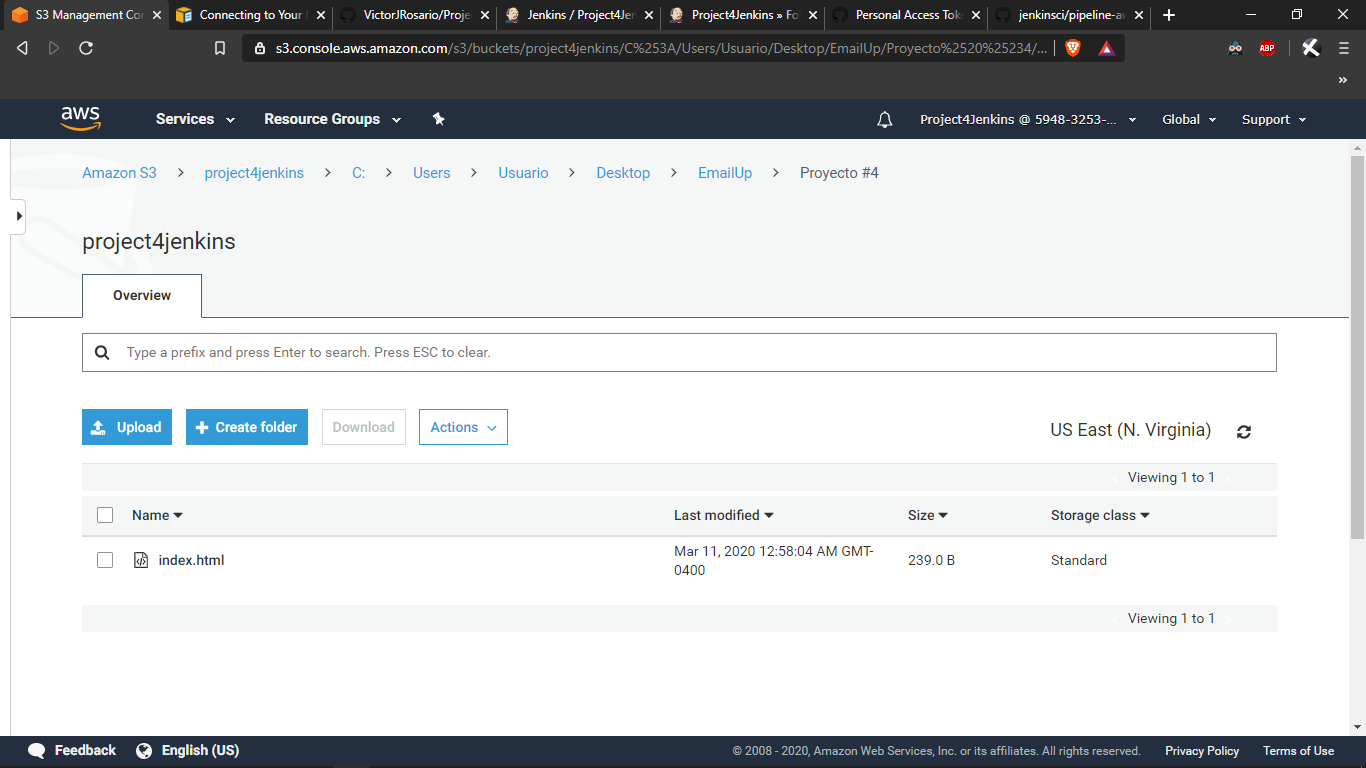 S3 Management Co
Connecting to Your
VictorJRosario/Proje
Jenkins / Project4Jen
Project4Jenkins » Fo
Personal Access Tok
jenkinsci/pipeline-aw
s3.console.aws.amazon.com/s3/buckets/project4jenkins/C%253A/Users/Usuario/Desktop/EmailUp/Proyecto%2520%25234/...
ABP
aws
Services
Resource Groups
Project4Jenkins @ 5948-3253-...
Global
Support
Amazon S3 > project4jenkins > C: > Users > Usuario > Desktop > EmailUp > Proyecto #4
project4jenkins
Overview
Type a prefix and press Enter to search. Press ESC to clear.
Upload
Create folder
Download
Actions
US East (N. Virginia)
Viewing 1 to 1
Name
Last modified
Size
Storage class
index.html
Mar 11, 2020 12:58:04 AM GMT-
0400
239.0 B
Standard
Viewing 1 to 1
Feedback
English (US)
© 2008 - 2020, Amazon Web Services, Inc. or its affiliates. All rights reserved.
Privacy Policy
Terms of Use